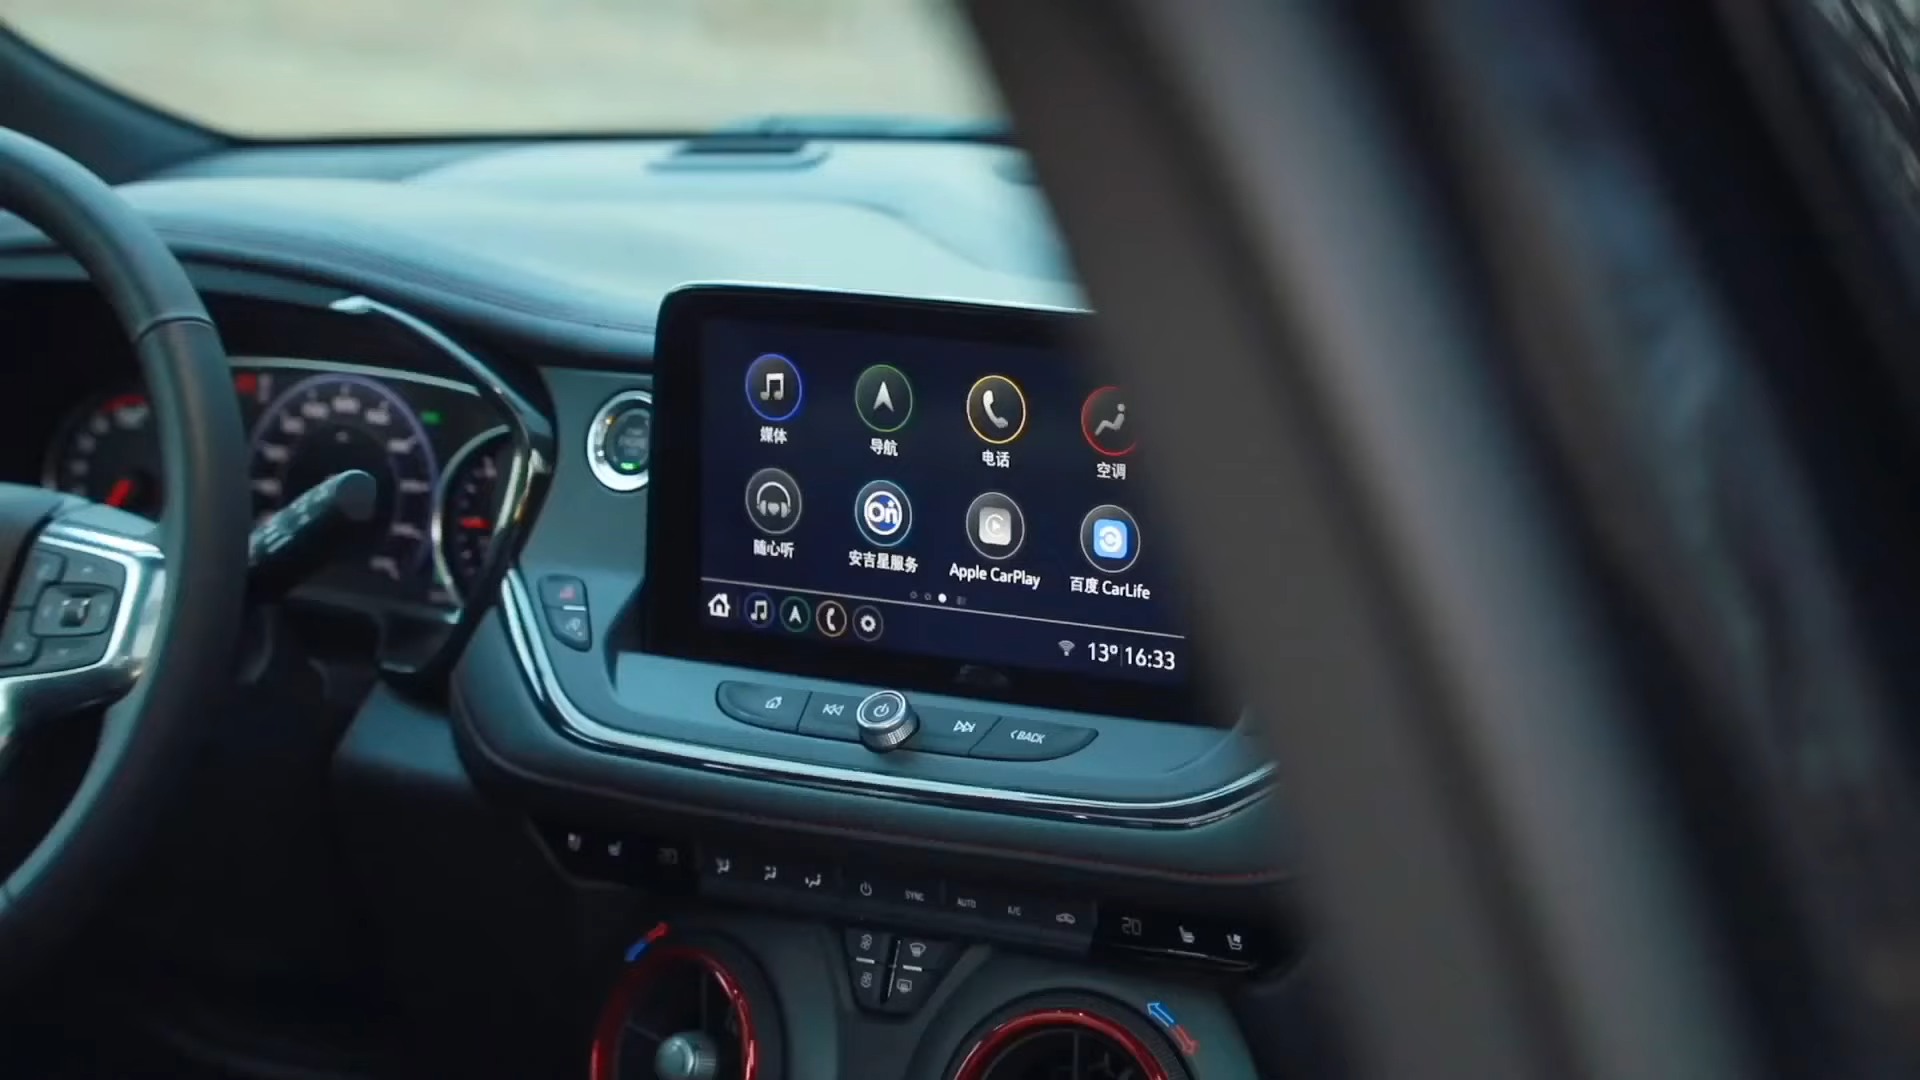 媒体
导航
电话
空调
随心听
On
安吉星服务
Apple CarPlay
百度 CarLife
13° 16:33
<BACK
20
SYNC
AUTO
A/C
20